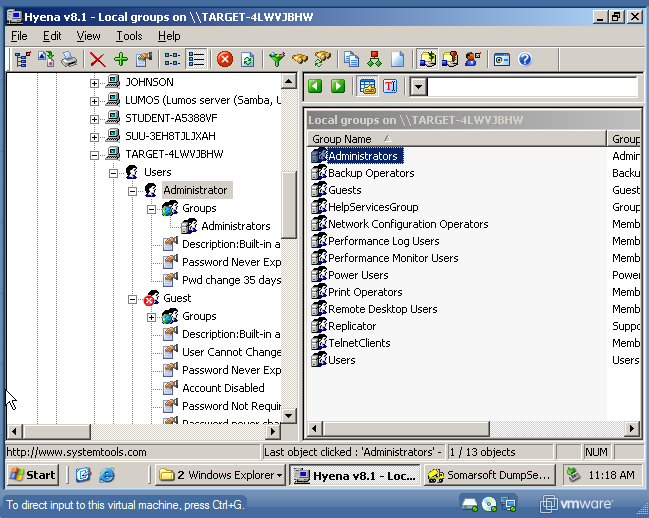 Hyena v8.1 - Local groups on \\TARGET-4LWVJBHW
File Edit View Tools Help
JOHNSON
LUMOS (Lumos server (Samba, U
STUDENT-A5388VF
SUU-3EH8TJLJXAH
TARGET-4LWVJBHW
Users
Administrator
Groups
Administrators
Description:Built-in a
Password Never Exp
Pwd change 35 days
Guest
Groups
Description:Built-in a
User Cannot Change
Password Never Exp
Account Disabled
Password Not Requir
Local groups on \\TARGET-4LWVJBHW
Group Name Group
Administrators Admin
Backup Operators Backu
Guests Guest
HelpServicesGroup Group
Network Configuration Operators Memb
Performance Log Users Memb
Performance Monitor Users Memb
Power Users Power
Print Operators Memb
Remote Desktop Users Memb
Replicator Suppo
TelnetClients Memb
Users Users
http://www.systemtools.com Last object clicked : 'Administrators' - 1 / 13 objects NUM
Start 2 Windows Explorer Hyena v8.1 - Loc... Somarsoft DumpSe... 11:18 AM
To direct input to this virtual machine, press Ctrl+G. vmware